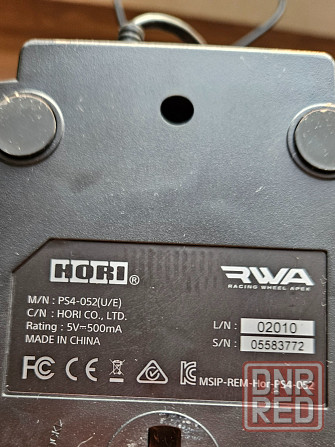 HORI®
RWA
RACING WHEEL APEX
M/N : PS4-052(U/E)
C/N : HORI CO., LTD.
Rating : 5V⎓500mA
MADE IN CHINA
L/N : 02010
S/N : 05583772
FC CE
MSIP-REM-Hor-PS4-052
DNR
RED